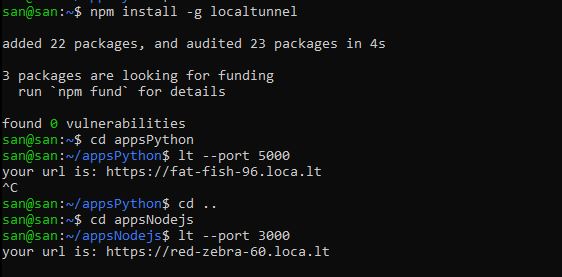 san@san:~$ npm install -g localtunnel
added 22 packages, and audited 23 packages in 4s
3 packages are looking for funding
  run `npm fund` for details
found 0 vulnerabilities
san@san:~$ cd appsPython
san@san:~/appsPython$ lt --port 5000
your url is: https://fat-fish-96.loca.lt
^C
san@san:~/appsPython$ cd ..
san@san:~$ cd appsNodejs
san@san:~/appsNodejs$ lt --port 3000
your url is: https://red-zebra-60.loca.lt